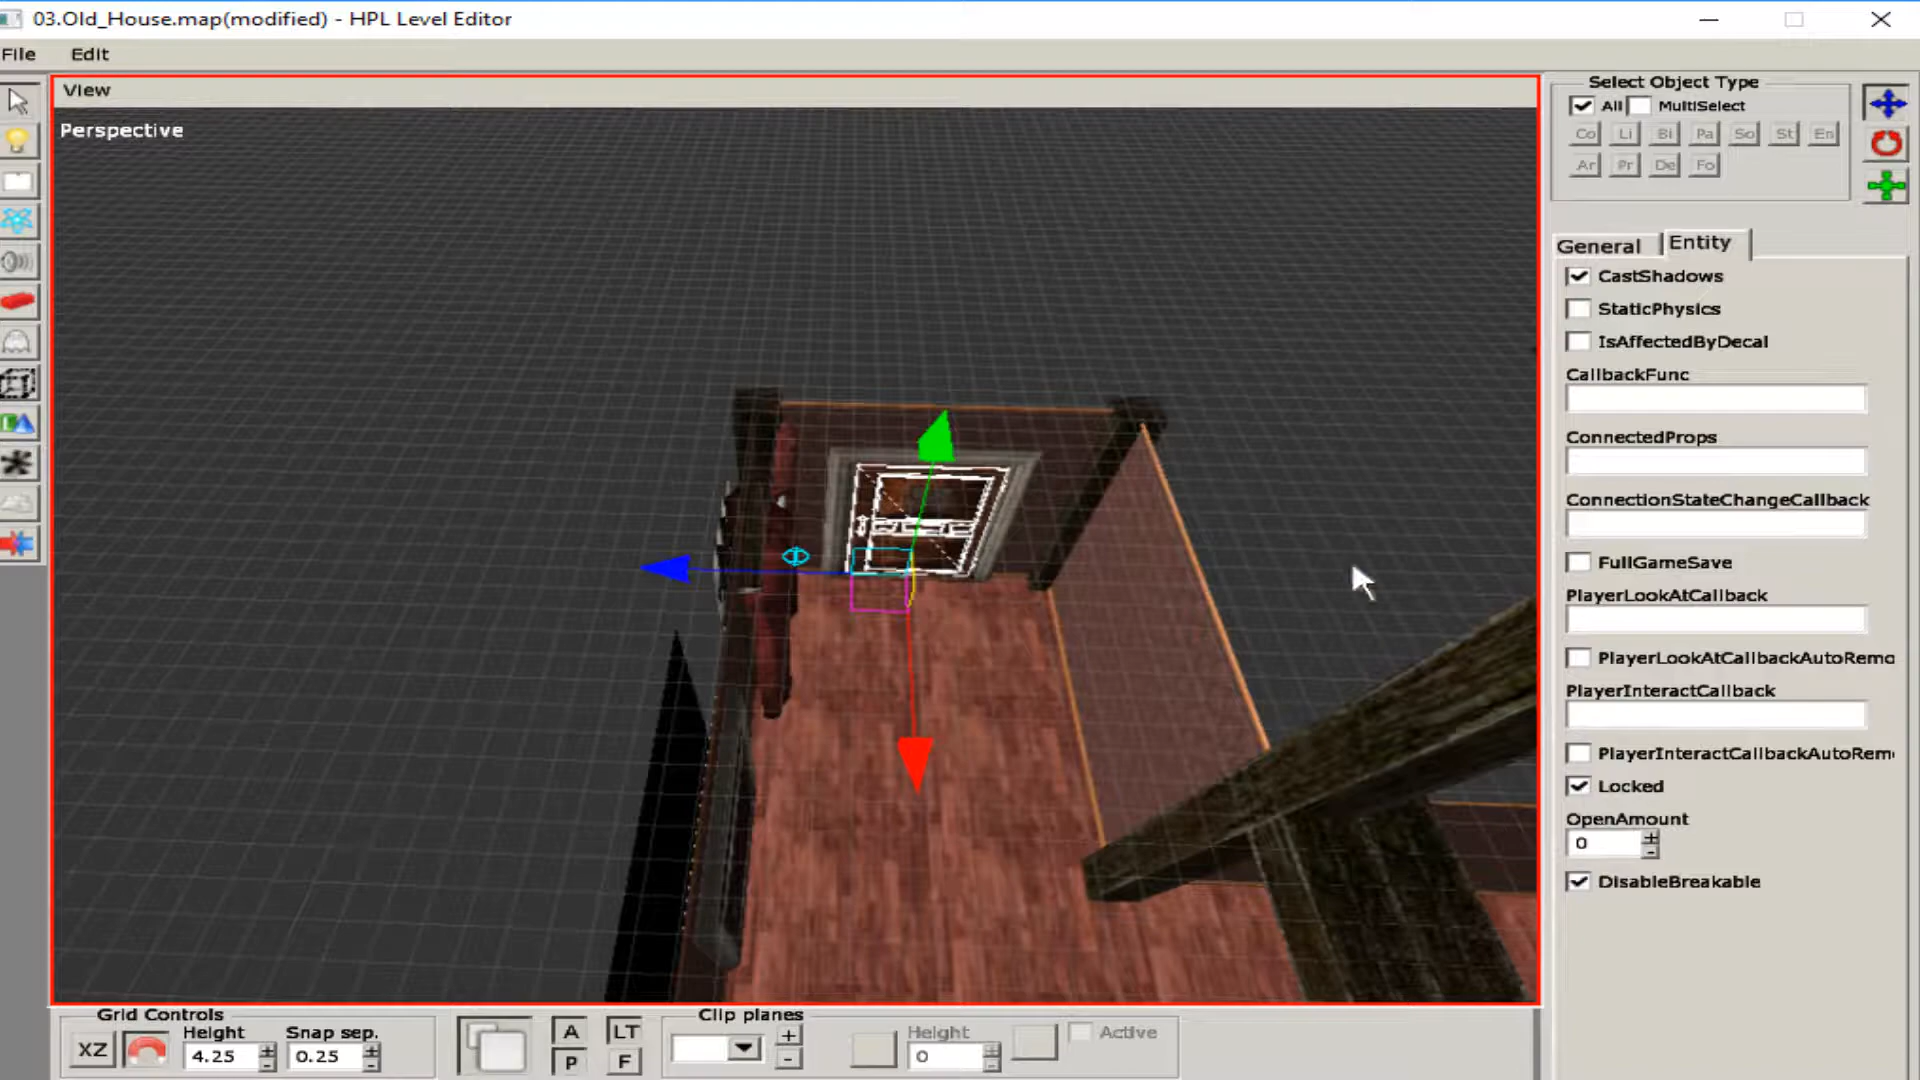 03.Old_House.map(modified) - HPL Level Editor
File Edit
View
Perspective
Select Object Type
All MultiSelect
Co Li Bi Pa So St En
Ar Pr De Fo
General Entity
CastShadows
StaticPhysics
IsAffectedByDecal
CallbackFunc
ConnectedProps
ConnectionStateChangeCallback
FullGameSave
PlayerLookAtCallback
PlayerLookAtCallbackAutoRemo
PlayerInteractCallback
PlayerInteractCallbackAutoRem
Locked
OpenAmount
0 + -
DisableBreakable
Grid Controls
XZ
Height
4.25 + -
Snap sep.
0.25 + -
A LT
P F
Clip planes
+ -
Height
0 + -
Active